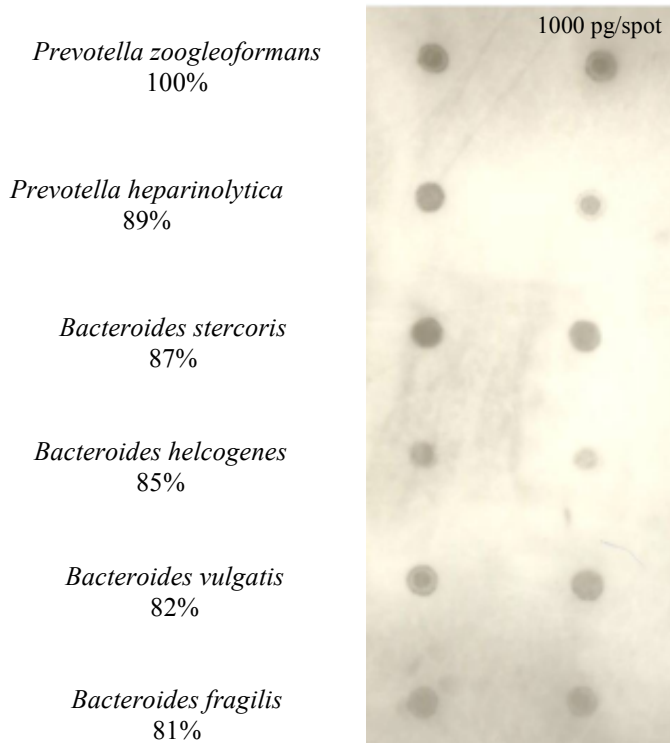 1000 pg/spot
Prevotella zoogleoformans
100%
Prevotella heparinolytica
89%
Bacteroides stercoris
87%
Bacteroides helcogenes
85%
Bacteroides vulgatis
82%
Bacteroides fragilis
81%